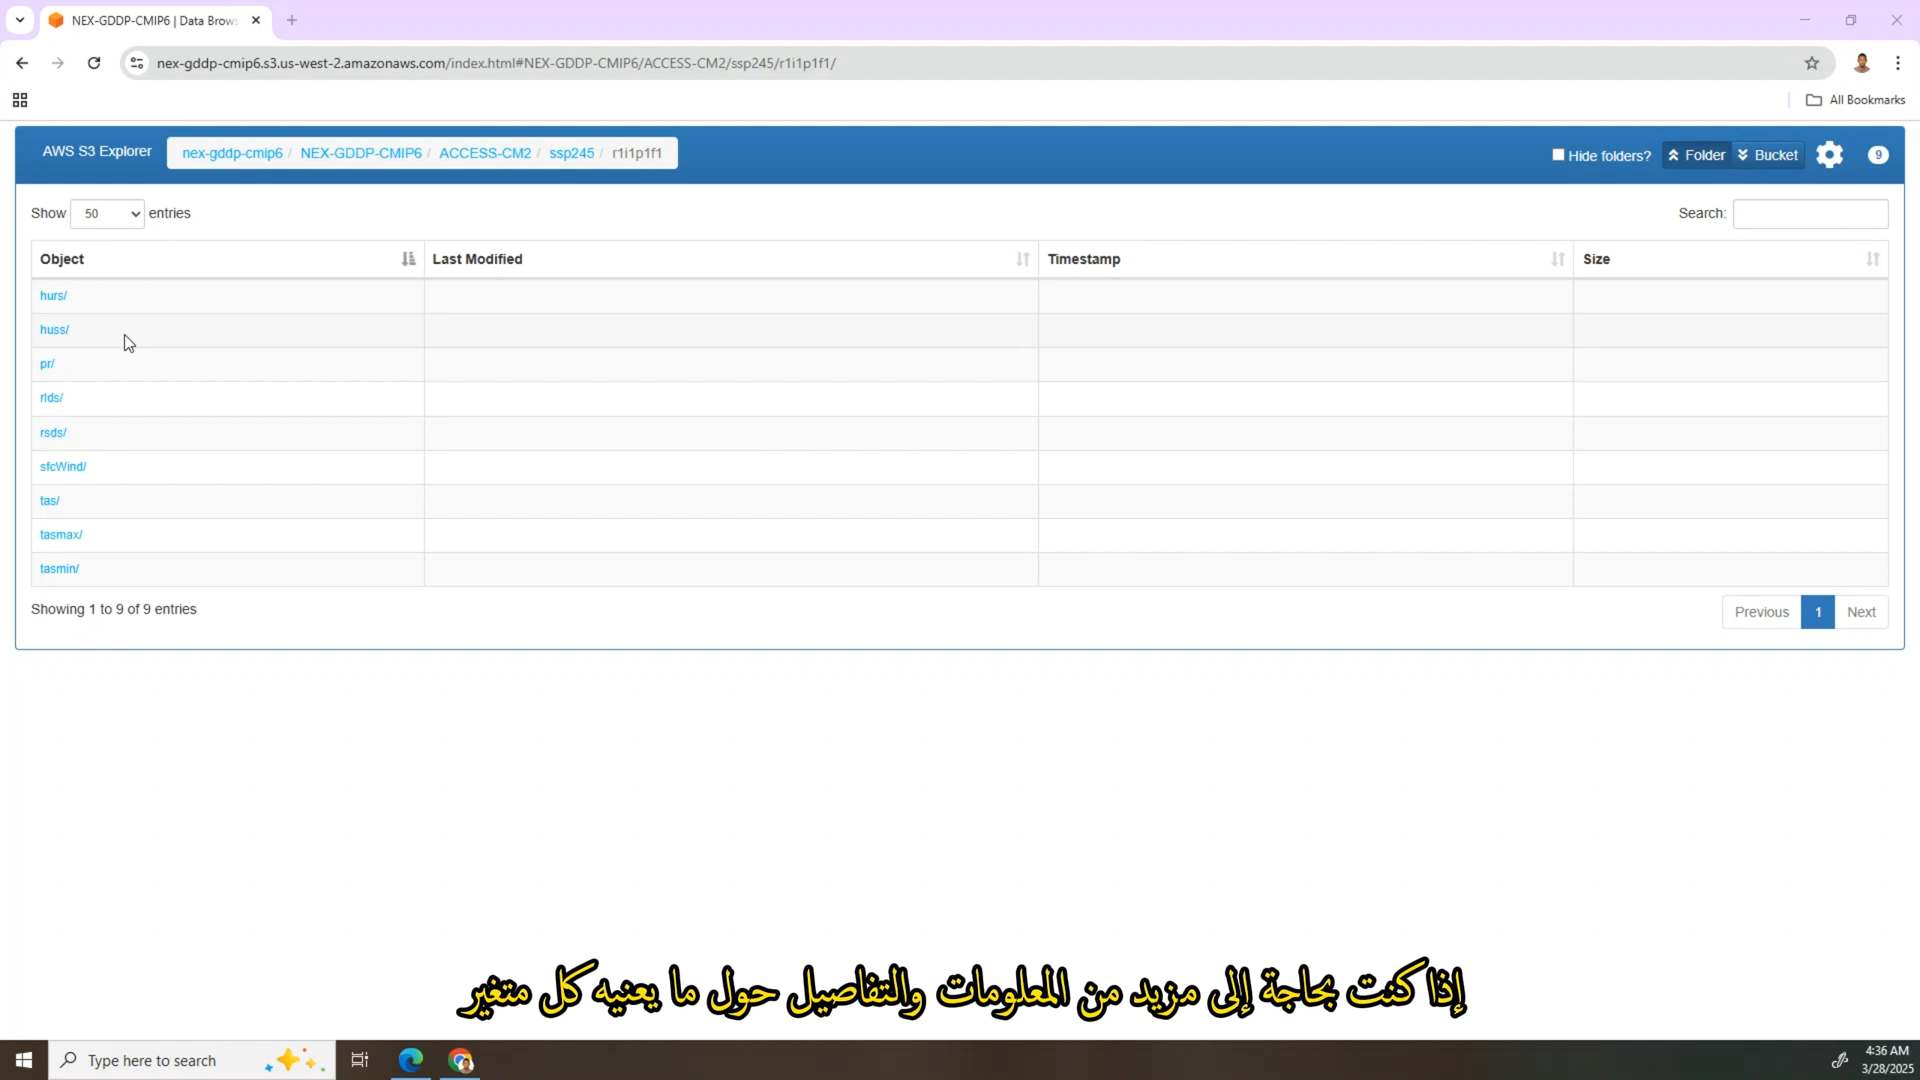 NEX-GDDP-CMIP6 | Data Brows
nex-gddp-cmip6.s3.us-west-2.amazonaws.com/index.html#NEX-GDDP-CMIP6/ACCESS-CM2/ssp245/r1i1p1f1/
All Bookmarks
AWS S3 Explorer
nex-gddp-cmip6 / NEX-GDDP-CMIP6 / ACCESS-CM2 / ssp245 / r1i1p1f1
Hide folders? Folder Bucket 9
Show 50 entries
Search:
Object Last Modified Timestamp Size
hurs/
huss/
pr/
rlds/
rsds/
sfcWind/
tas/
tasmax/
tasmin/
Showing 1 to 9 of 9 entries
Previous 1 Next
إذا كنت بحاجة إلى مزيد من المعلومات والتفاصيل حول ما يعنيه كل متغير
Type here to search
4:36 AM
3/28/2025